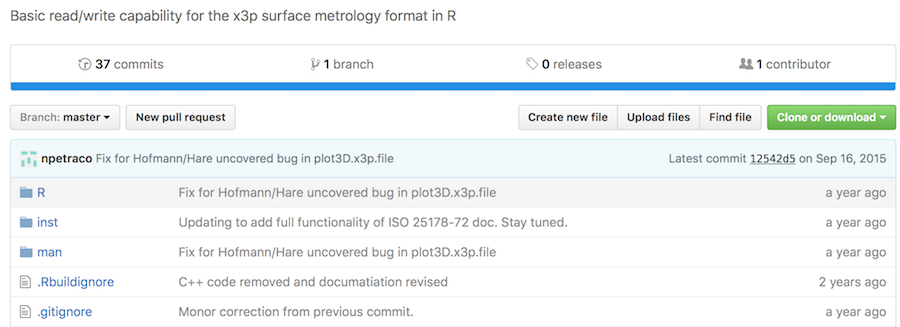 Basic read/write capability for the x3p surface metrology format in R
37 commits 1 branch 0 releases 1 contributor
Branch: master New pull request Create new file Upload files Find file Clone or download
npetraco Fix for Hofmann/Hare uncovered bug in plot3D.x3p.file Latest commit 12542d5 on Sep 16, 2015
R Fix for Hofmann/Hare uncovered bug in plot3D.x3p.file a year ago
inst Updating to add full functionality of ISO 25178-72 doc. Stay tuned. a year ago
man Fix for Hofmann/Hare uncovered bug in plot3D.x3p.file a year ago
.Rbuildignore C++ code removed and documatiation revised 2 years ago
.gitignore Monor correction from previous commit. a year ago